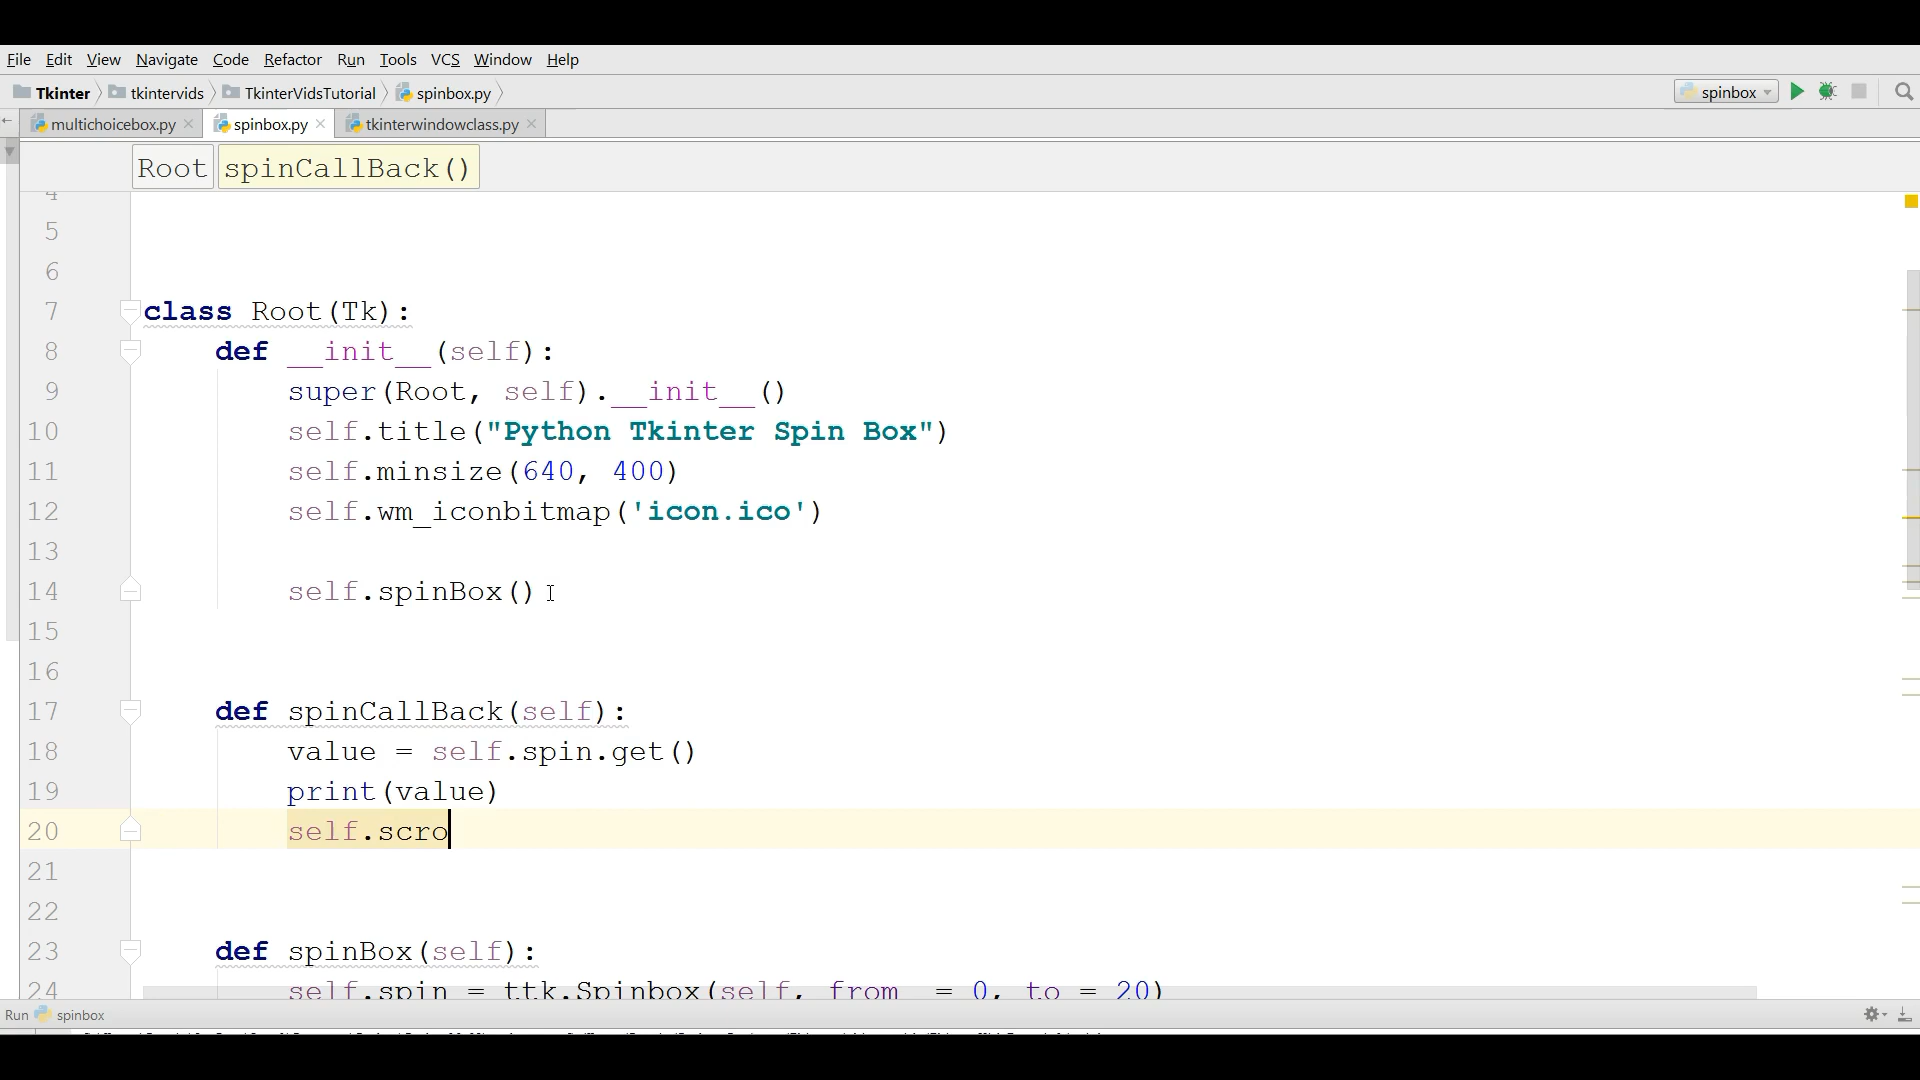 File Edit View Navigate Code Refactor Run Tools VCS Window Help
Tkinter tkintervids TkinterVidsTutorial spinbox.py spinbox
multichoicebox.py spinbox.py tkinterwindowclass.py
Root spinCallBack()
4
5
6
7 class Root(Tk):
8 def __init__(self):
9 super(Root, self).__init__()
10 self.title("Python Tkinter Spin Box")
11 self.minsize(640, 400)
12 self.wm_iconbitmap('icon.ico')
13
14 self.spinBox()
15
16
17 def spinCallBack(self):
18 value = self.spin.get()
19 print(value)
20 self.scro
21
22
23 def spinBox(self):
24 self.spin = ttk.Spinbox(self, from_ = 0, to = 20)
Run spinbox